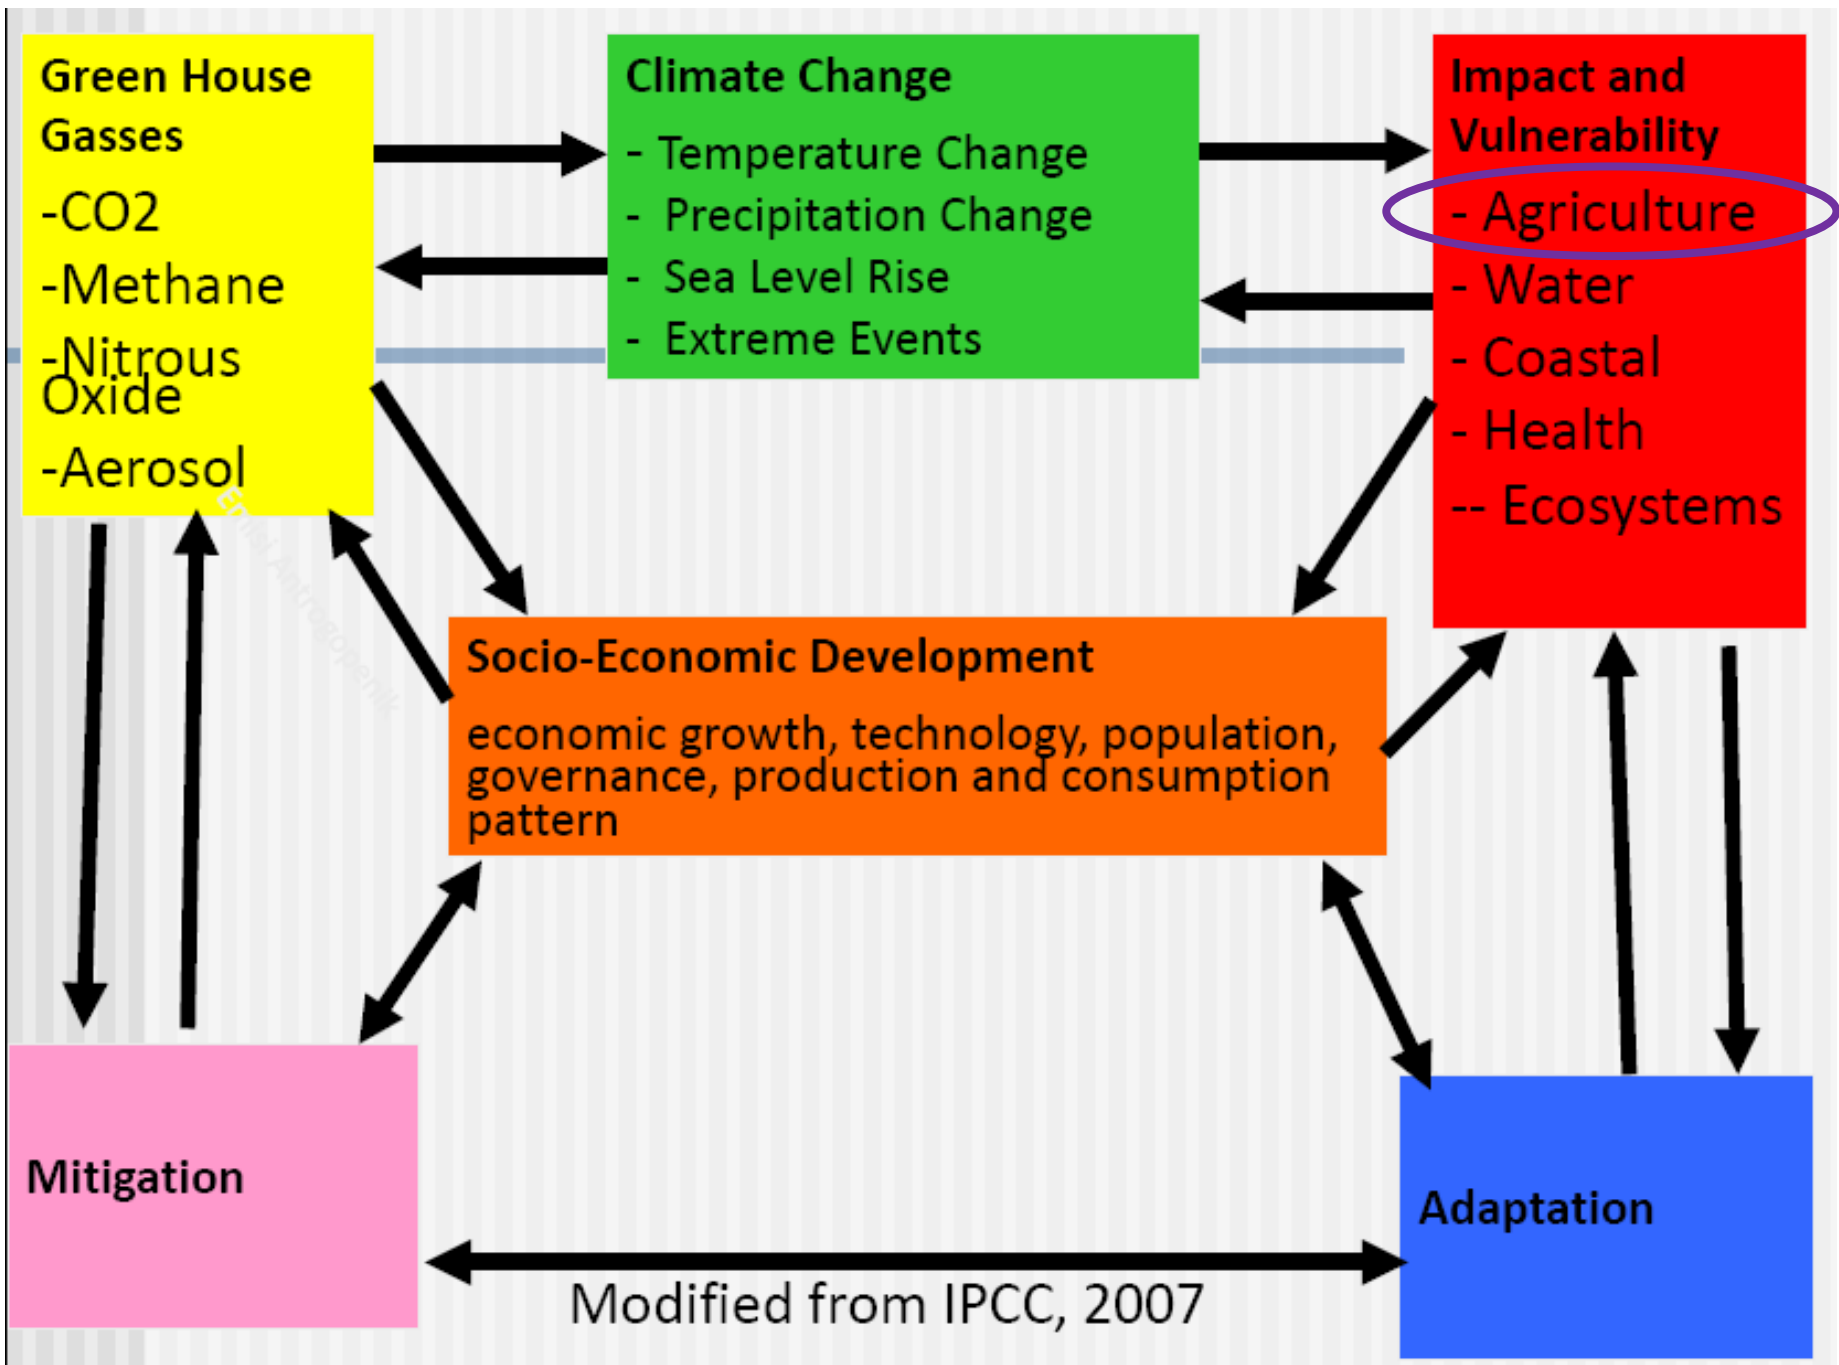 Green House
Gasses
-CO2
-Methane
-Nitrous
Oxide
-Aerosol
Climate Change
- Temperature Change
- Precipitation Change
- Sea Level Rise
- Extreme Events
Impact and
Vulnerability
- Agriculture
- Water
- Coastal
- Health
-- Ecosystems
Emisi Antrogopenik
Socio-Economic Development
economic growth, technology, population,
governance, production and consumption
pattern
Mitigation
Adaptation
Modified from IPCC, 2007